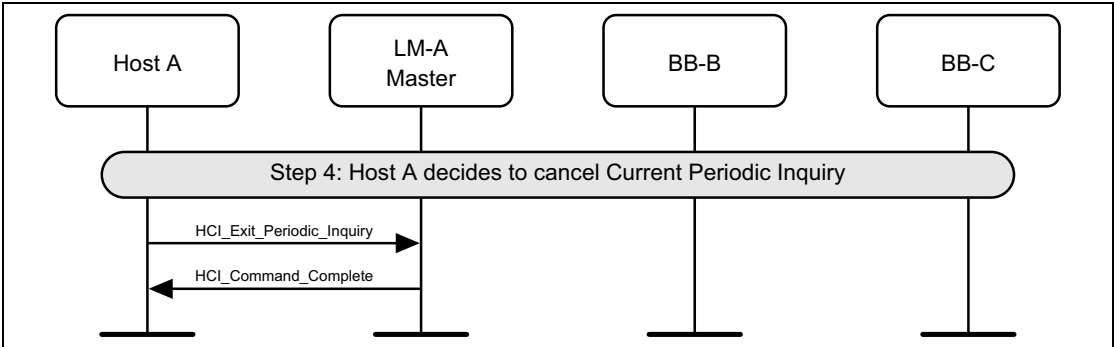 Host A
LM-A
Master
BB-B
BB-C
Step 4: Host A decides to cancel Current Periodic Inquiry
HCI_Exit_Periodic_Inquiry
HCI_Command_Complete